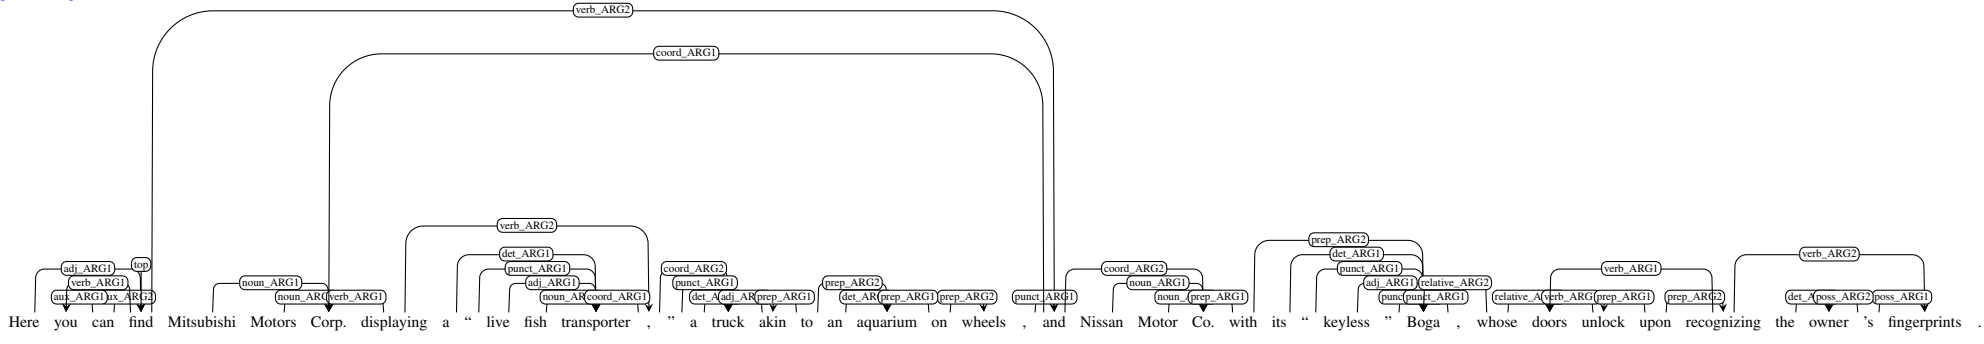 verb_ARG2
coord_ARG1
verb_ARG2
prep_ARG2
det_ARG1 det_ARG1 verb_ARG2
adj_ARG1 top punct_ARG1 coord_ARG2 coord_ARG2 punct_ARG1 verb_ARG1
verb_ARG1 noun_ARG1 adj_ARG1 punct_ARG1 prep_ARG2 noun_ARG1 adj_ARG1 relative_ARG2
aux_ARG1 verb_ARG1 coord_ARG1 prep_ARG1 prep_ARG1 prep_ARG2 punct_ARG1 prep_ARG1 punct_ARG1 prep_ARG1 prep_ARG2 poss_ARG2 poss_ARG1
Here you can find Mitsubishi Motors Corp. displaying a “ live fish transporter , ” a truck akin to an aquarium on wheels , and Nissan Motor Co. with its “ keyless ” Boga , whose doors unlock upon recognizing the owner 's fingerprints .